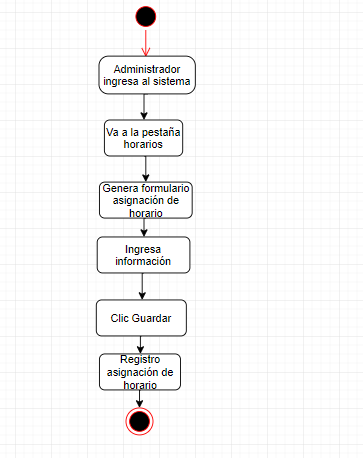 Administrador
ingresa al sistema
Va a la pestaña
horarios
Genera formulario
asignación de
horario
Ingresa
información
Clic Guardar
Registro
asignación de
horario